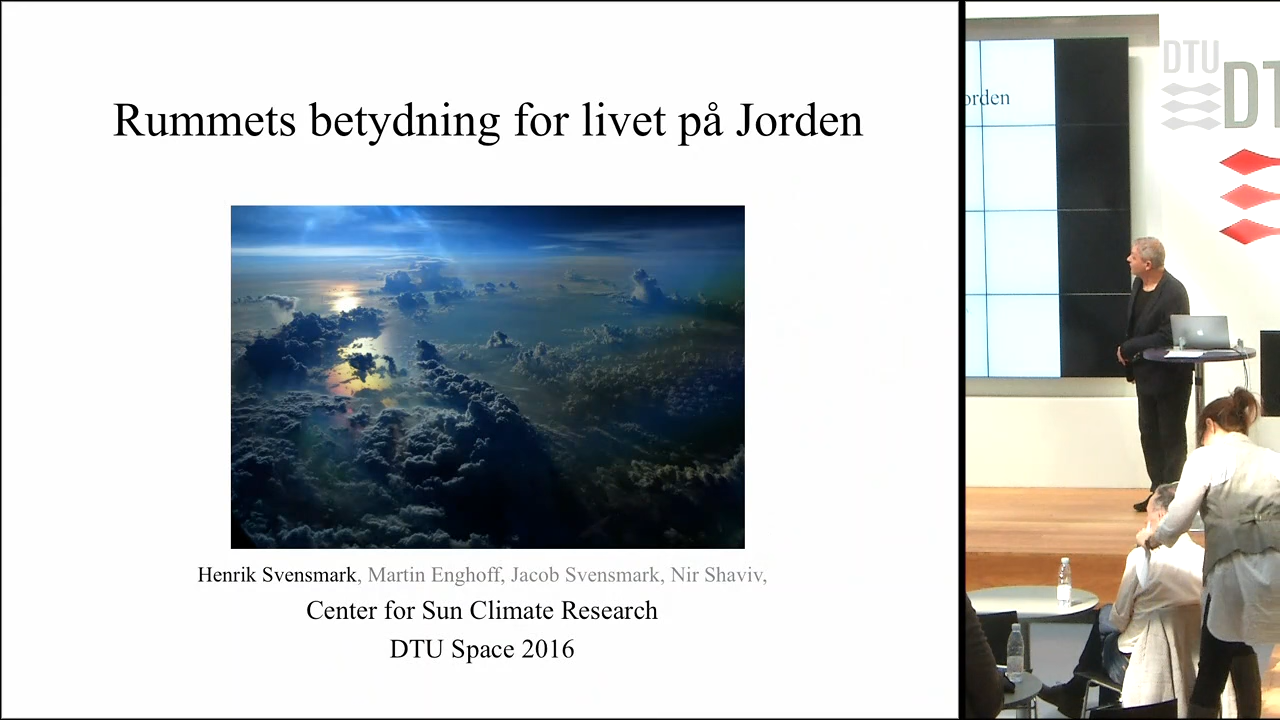 Rummets betydning for livet på Jorden
Henrik Svensmark, Martin Enghoff, Jacob Svensmark, Nir Shaviv,
Center for Sun Climate Research
DTU Space 2016
orden
DTU
DT